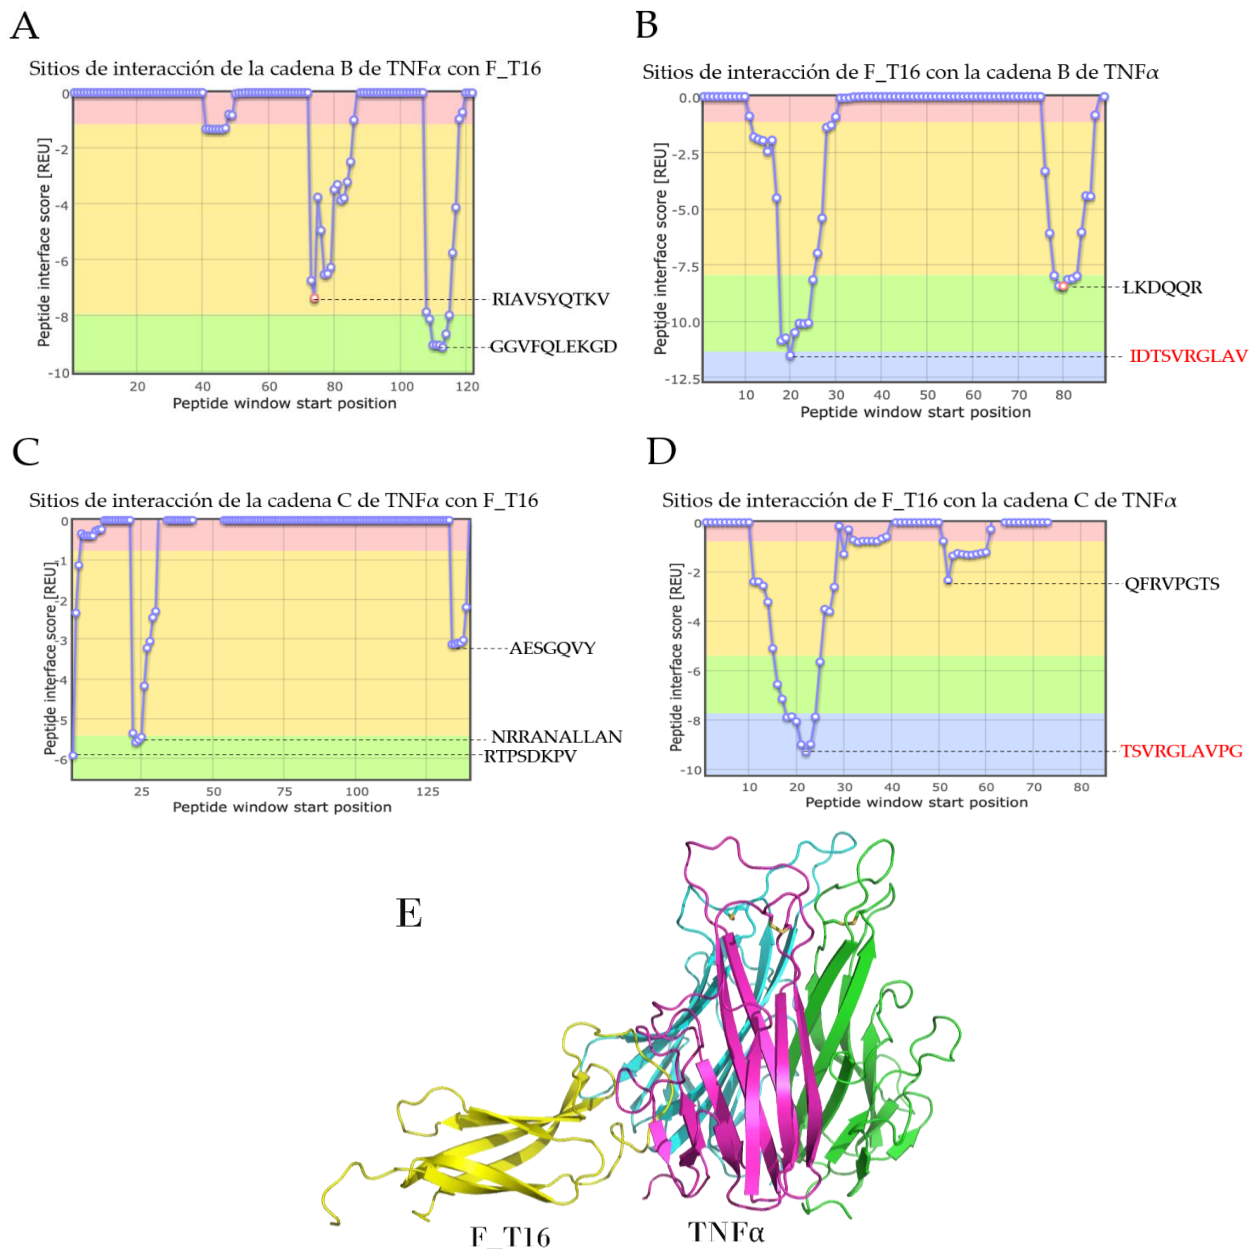 A
Sitios de interacción de la cadena B de TNFα con F_T16
Peptide interface score [REU]
0
-2
-4
-6
-8
-10
20
40
60
80
100
120
Peptide window start position
RIAVSYQTKV
GGVFQLEKGD
B
Sitios de interacción de F_T16 con la cadena B de TNFα
Peptide interface score [REU]
0.0
-2.5
-5.0
-7.5
-10.0
-12.5
10
20
30
40
50
60
70
80
Peptide window start position
LKDQQR
IDTSVRGLAV
C
Sitios de interacción de la cadena C de TNFα con F_T16
Peptide interface score [REU]
0
-1
-2
-3
-4
-5
-6
25
50
75
100
125
Peptide window start position
AESGQVY
NRRANALLAN
RTPSDKPV
D
Sitios de interacción de F_T16 con la cadena C de TNFα
Peptide interface score [REU]
0
-2
-4
-6
-8
-10
10
20
30
40
50
60
70
80
Peptide window start position
QFRVPGTS
TSVRGLAVPG
E
F_T16
TNFα